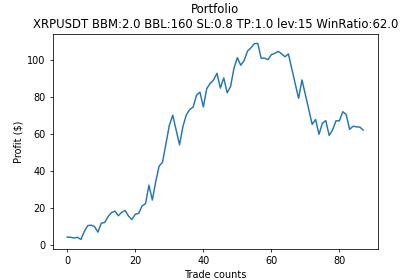 Portfolio
XRPUSDT BBM:2.0 BBL:160 SL:0.8 TP:1.0 lev:15 WinRatio:62.0
100
80
60
40
20
0
Profit ($)
0 20 40 60 80
Trade counts